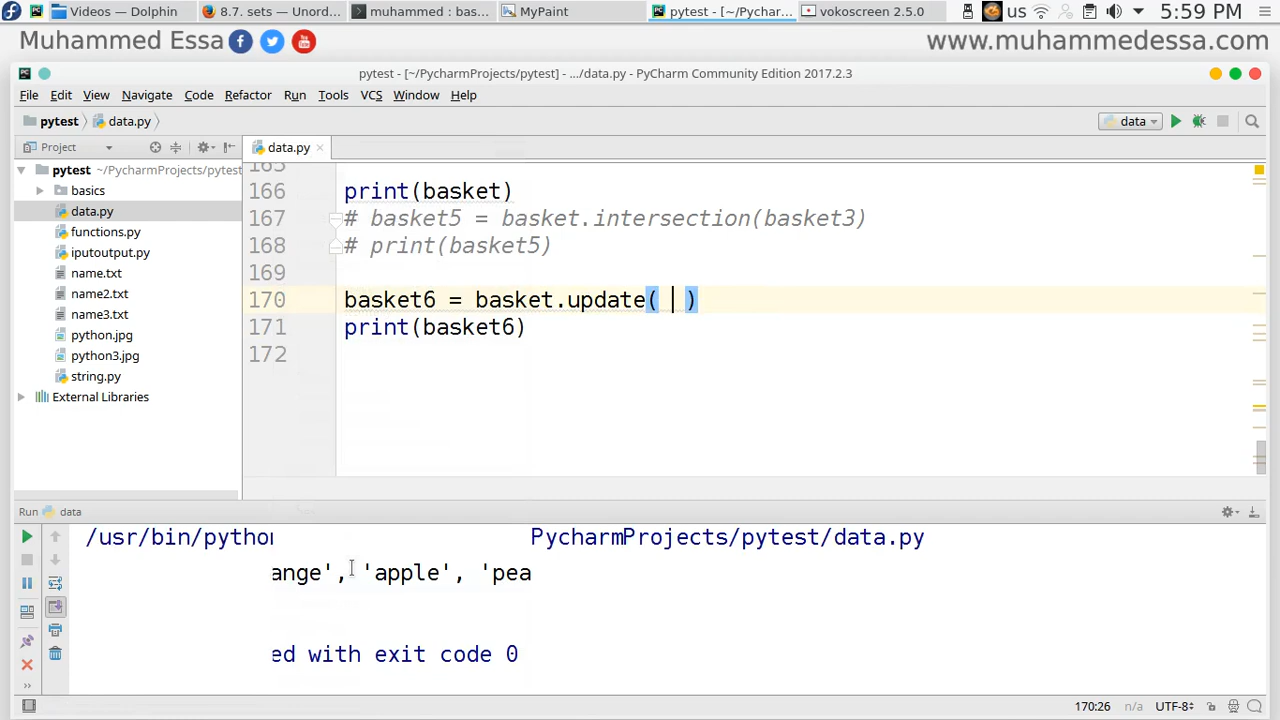 Videos — Dolphin
8.7. sets — Unord...
muhammed : bas...
MyPaint
pytest - [~/Pychar...
vokoscreen 2.5.0
us
5:59 PM
Muhammed Essa
www.muhammedessa.com
pytest - [~/PycharmProjects/pytest] - .../data.py - PyCharm Community Edition 2017.2.3
File Edit View Navigate Code Refactor Run Tools VCS Window Help
pytest data.py
data
Project
data.py
pytest ~/PycharmProjects/pytest
basics
data.py
functions.py
iputoutput.py
name.txt
name2.txt
name3.txt
python.jpg
python3.jpg
string.py
External Libraries
165
166 print(basket)
167 # basket5 = basket.intersection(basket3)
168 # print(basket5)
169
170 basket6 = basket.update( )
171 print(basket6)
172
Run data
/usr/bin/python PycharmProjects/pytest/data.py
ange', 'apple', 'pea
ed with exit code 0
170:26 n/a UTF-8